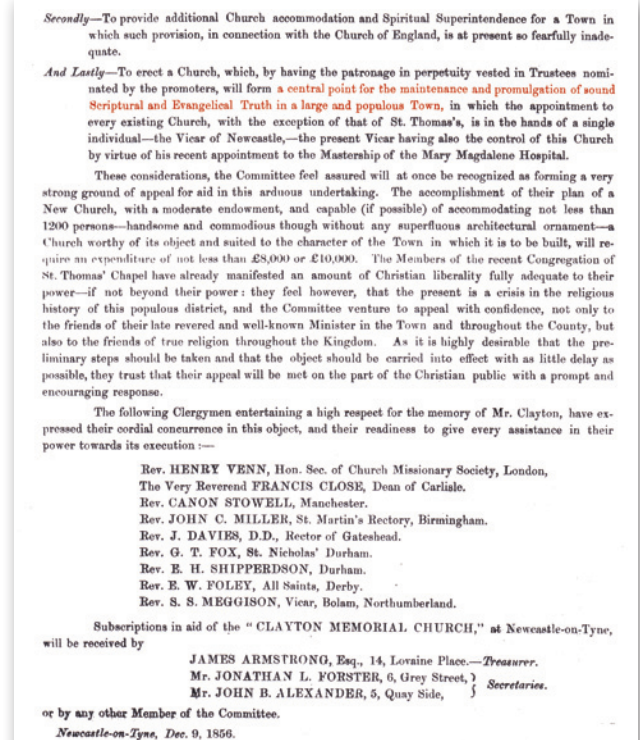 Secondly—To provide additional Church accommodation and Spiritual Superintendence for a Town in
which such provision, in connection with the Church of England, is at present so fearfully inade-
quate.
And Lastly—To erect a Church, which, by having the patronage in perpetuity vested in Trustees nomi-
nated by the promoters, will form a central point for the maintenance and promulgation of sound
Scriptural and Evangelical Truth in a large and populous Town, in which the appointment to
every existing Church, with the exception of that of St. Thomas's, is in the hands of a single
individual—the Vicar of Newcastle,—the present Vicar having also the control of this Church
by virtue of his recent appointment to the Mastership of the Mary Magdalene Hospital.
These considerations, the Committee feel assured will at once be recognized as forming a very
strong ground of appeal for aid in this arduous undertaking. The accomplishment of their plan of a
New Church, with a moderate endowment, and capable (if possible) of accommodating not less than
1200 persons—handsome and commodious though without any superfluous architectural ornament—a
Church worthy of its object and suited to the character of the Town in which it is to be built, will re-
quire an expenditure of not less than £8,000 or £10,000. The Members of the recent Congregation of
St. Thomas' Chapel have already manifested an amount of Christian liberality fully adequate to their
power—if not beyond their power: they feel however, that the present is a crisis in the religious
history of this populous district, and the Committee venture to appeal with confidence, not only to
the friends of their late revered and well-known Minister in the Town and throughout the County, but
also to the friends of true religion throughout the Kingdom. As it is highly desirable that the pre-
liminary steps should be taken and that the object should be carried into effect with as little delay as
possible, they trust that their appeal will be met on the part of the Christian public with a prompt and
encouraging response.
The following Clergymen entertaining a high respect for the memory of Mr. Clayton, have ex-
pressed their cordial concurrence in this object, and their readiness to give every assistance in their
power towards its execution :—
Rev. HENRY VENN, Hon. Sec. of Church Missionary Society, London,
The Very Reverend FRANCIS CLOSE, Dean of Carlisle.
Rev. CANON STOWELL, Manchester.
Rev. JOHN C. MILLER, St. Martin's Rectory, Birmingham.
Rev. J. DAVIES, D.D., Rector of Gateshead.
Rev. G. T. FOX, St. Nicholas' Durham.
Rev. E. H. SHIPPERDSON, Durham.
Rev. E. W. FOLEY, All Saints, Derby.
Rev. S. S. MEGGISON, Vicar, Bolam, Northumberland.
Subscriptions in aid of the "CLAYTON MEMORIAL CHURCH," at Newcastle-on-Tyne,
will be received by
JAMES ARMSTRONG, Esq., 14, Lovaine Place.—Treasurer.
Mr. JONATHAN L. FORSTER, 6, Grey Street, } Secretaries.
Mr. JOHN B. ALEXANDER, 5, Quay Side,
or by any other Member of the Committee.
Newcastle-on-Tyne, Dec. 9, 1856.